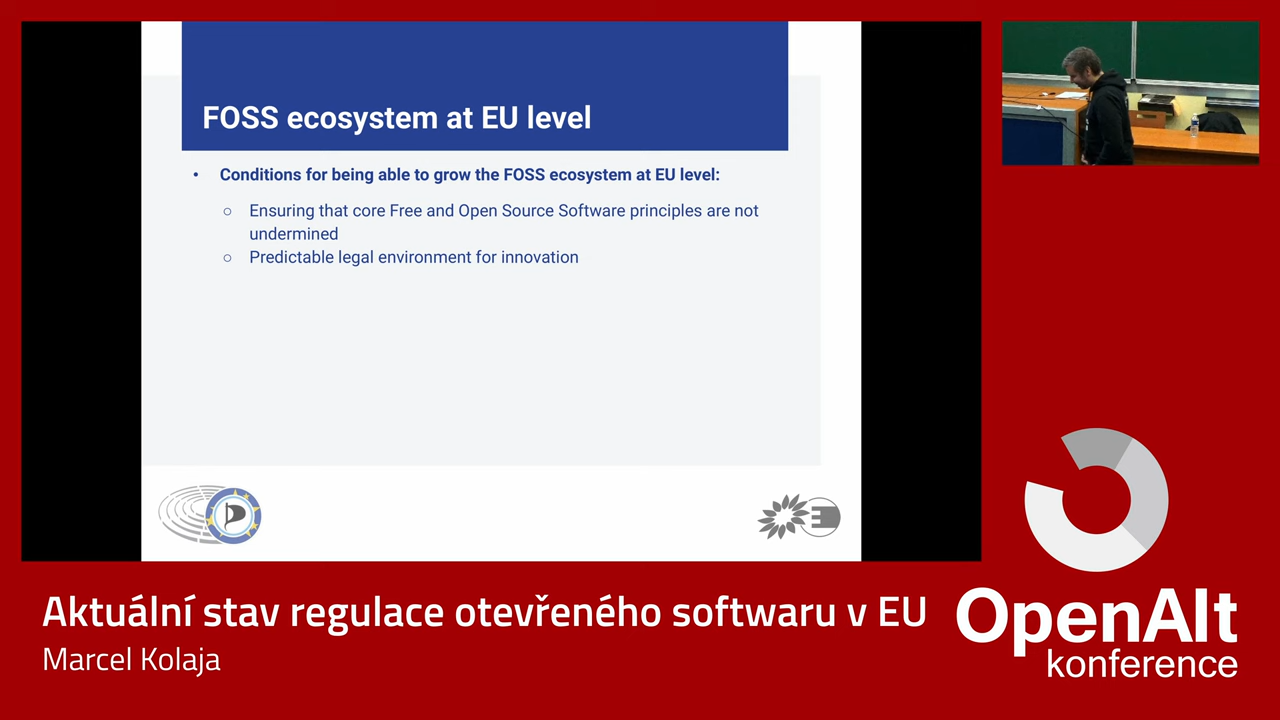 FOSS ecosystem at EU level
• Conditions for being able to grow the FOSS ecosystem at EU level:
○ Ensuring that core Free and Open Source Software principles are not
undermined
○ Predictable legal environment for innovation
Aktuální stav regulace otevřeného softwaru v EU
Marcel Kolaja
OpenAlt
konference